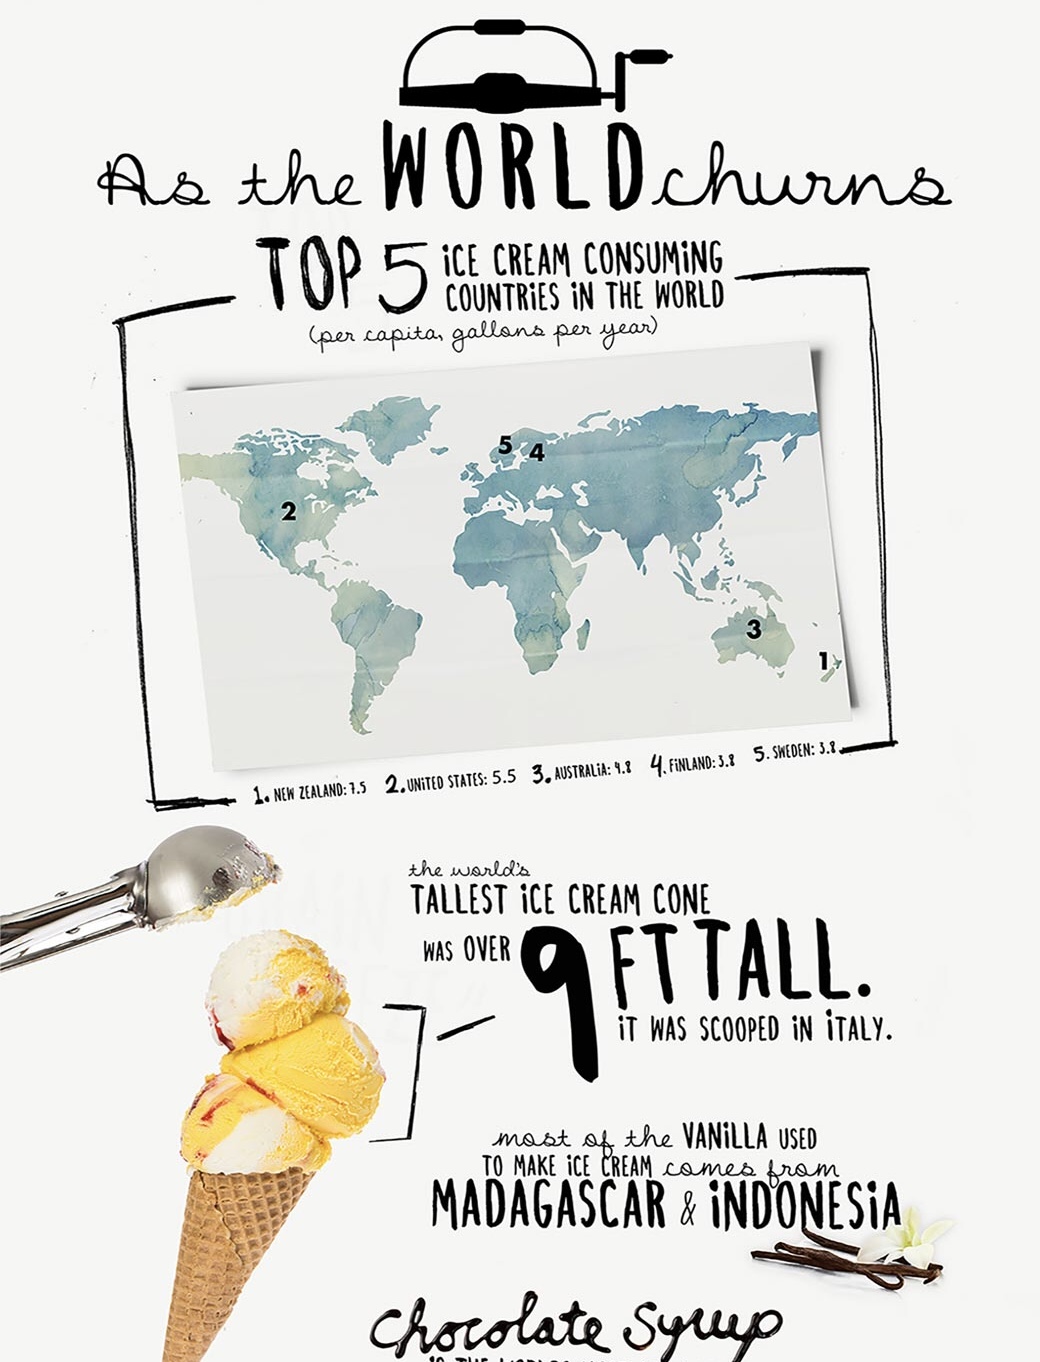 As the WORLD churns
TOP 5 ICE CREAM CONSUMING
COUNTRIES IN THE WORLD
(per capita, gallons per year)
5 4
2
3
1
1. NEW ZEALAND: 7.5 2. UNITED STATES: 5.5 3. AUSTRALIA: 4.8 4. FINLAND: 3.8 5. SWEDEN: 3.8
the world's
TALLEST ICE CREAM CONE
WAS OVER 9 FT TALL.
IT WAS SCOOPED IN ITALY.
most of the VANILLA USED
TO MAKE ICE CREAM comes from
MADAGASCAR & INDONESIA
Chocolate Syrup
IS THE WORLD'S